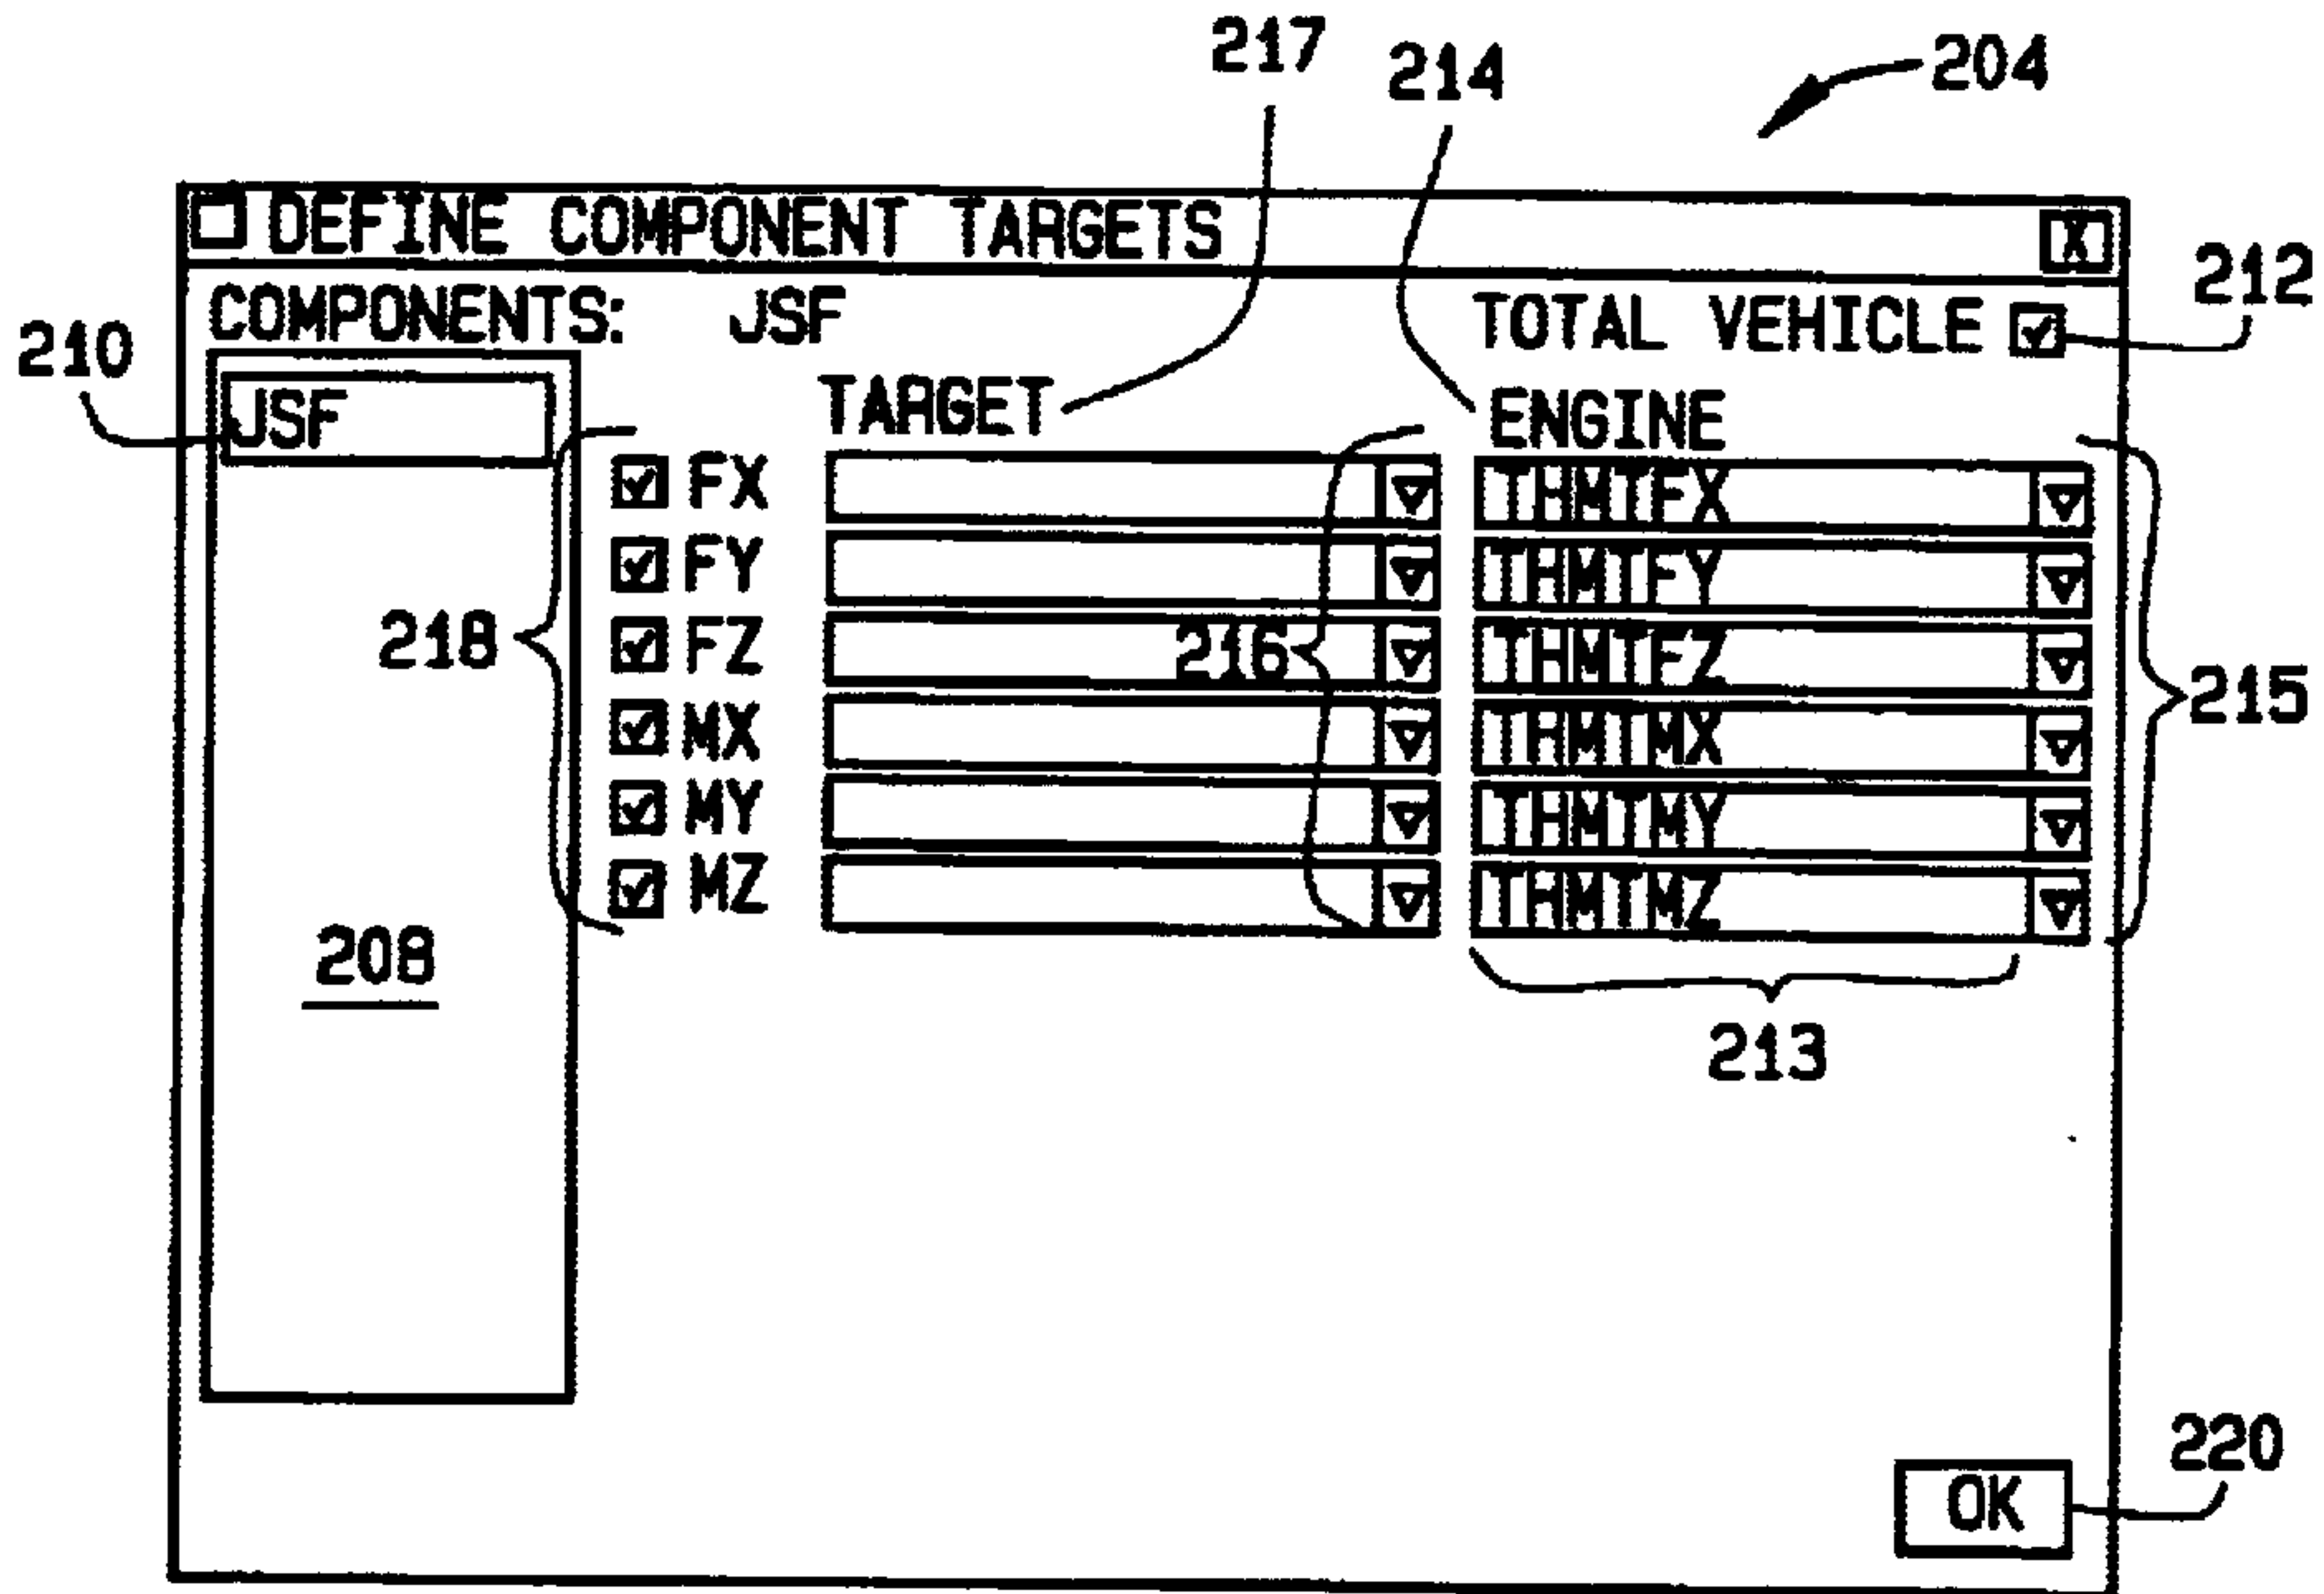 217
214
204
DEFINE COMPONENT TARGETS X
212
COMPONENTS: JSF TOTAL VEHICLE
210
JSF
TARGET ENGINE
FX THMTFX
FY THMTFY
218 FZ 216 THMTFZ
215
MX THMTMX
MY THMTMY
MZ THMTMZ
208
213
220
OK